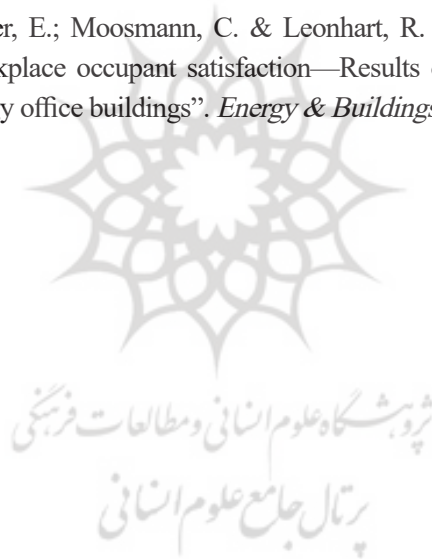 er, E.; Moosmann, C. & Leonhart, R.
xplace occupant satisfaction—Results
y office buildings”. Energy & Buildings
پژوهشگاه علوم انسانی و مطالعات فرهنگی
پرتال جامع علوم انسانی